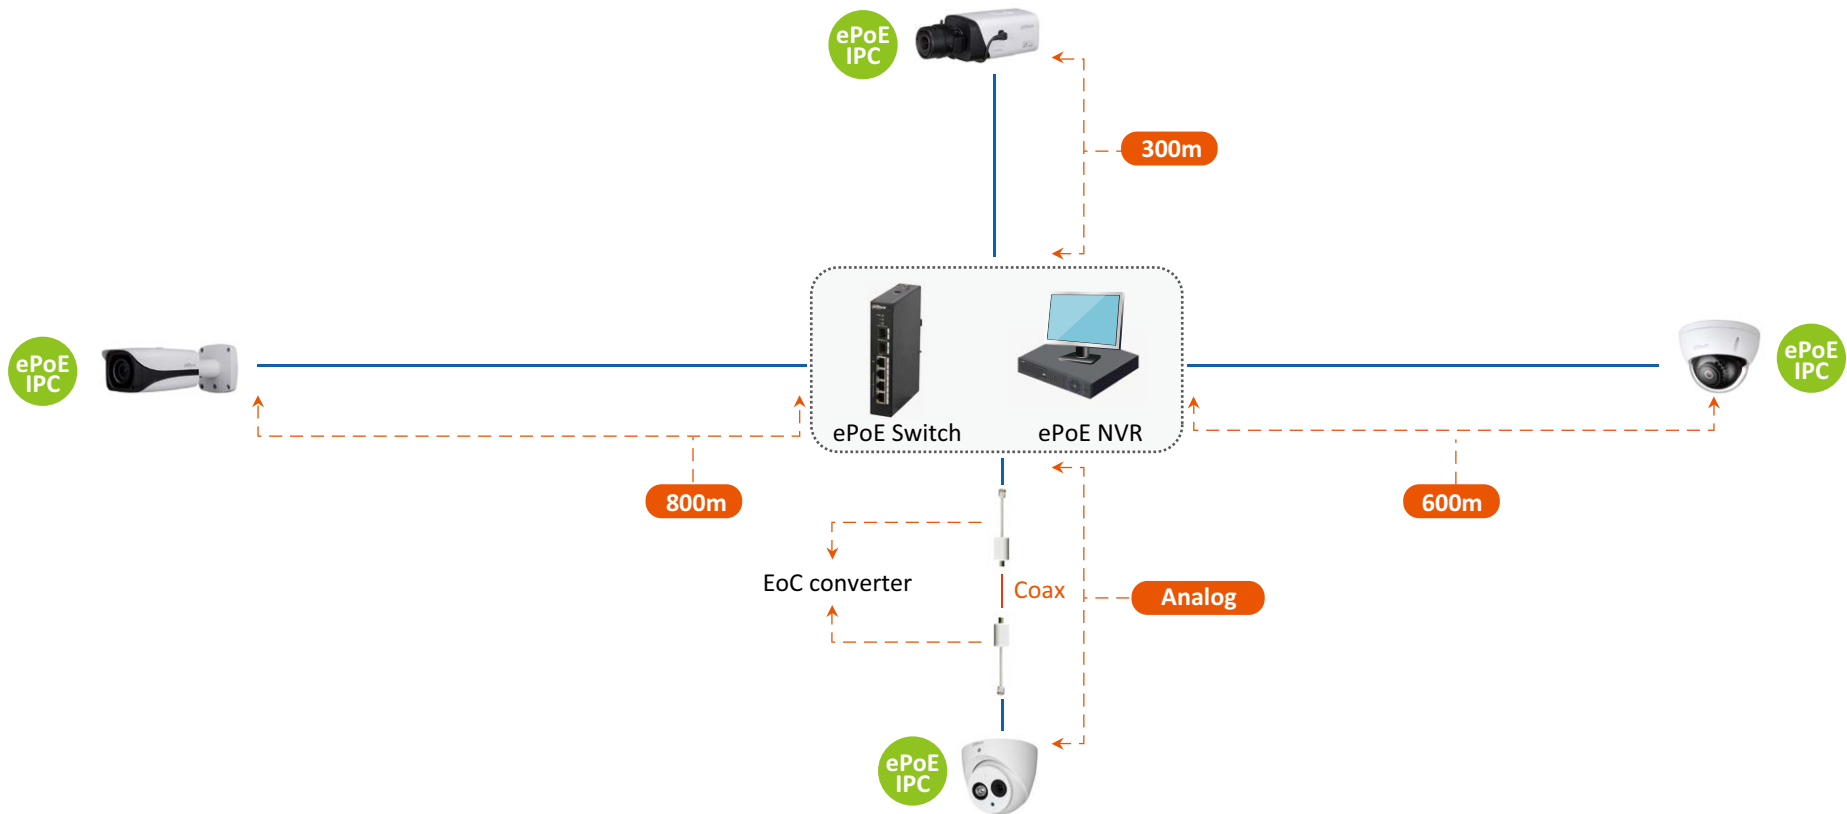 ePoE
IPC
300m
ePoE
IPC
ePoE Switch
ePoE NVR
ePoE
IPC
800m
600m
EoC converter
Coax
Analog
ePoE
IPC